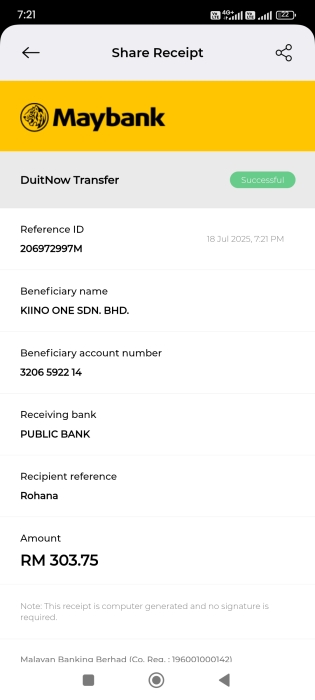 7:21
4G+
22
Share Receipt
Maybank
DuitNow Transfer
Successful
Reference ID
18 Jul 2025, 7:21 PM
206972997M
Beneficiary name
KIINO ONE SDN. BHD.
Beneficiary account number
3206 5922 14
Receiving bank
PUBLIC BANK
Recipient reference
Rohana
Amount
RM 303.75
Note: This receipt is computer generated and no signature is
required.
Malayan Banking Berhad (Co. Reg. : 196001000142)